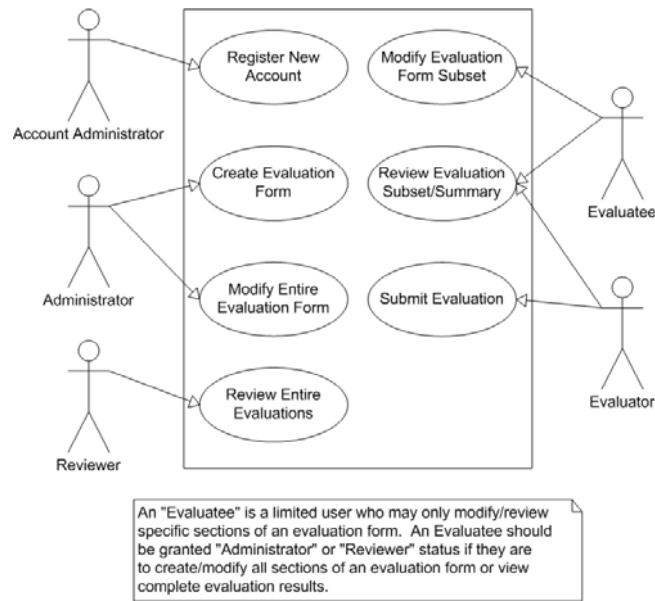 Register New
Account
Modify Evaluation
Form Subset
Account Administrator
Create Evaluation
Form
Review Evaluation
Subset/Summary
Evaluatee
Administrator
Modify Entire
Evaluation Form
Submit Evaluation
Review Entire
Evaluations
Evaluator
Reviewer
An "Evaluatee" is a limited user who may only modify/review
specific sections of an evaluation form.  An Evaluatee should
be granted "Administrator" or "Reviewer" status if they are
to create/modify all sections of an evaluation form or view
complete evaluation results.